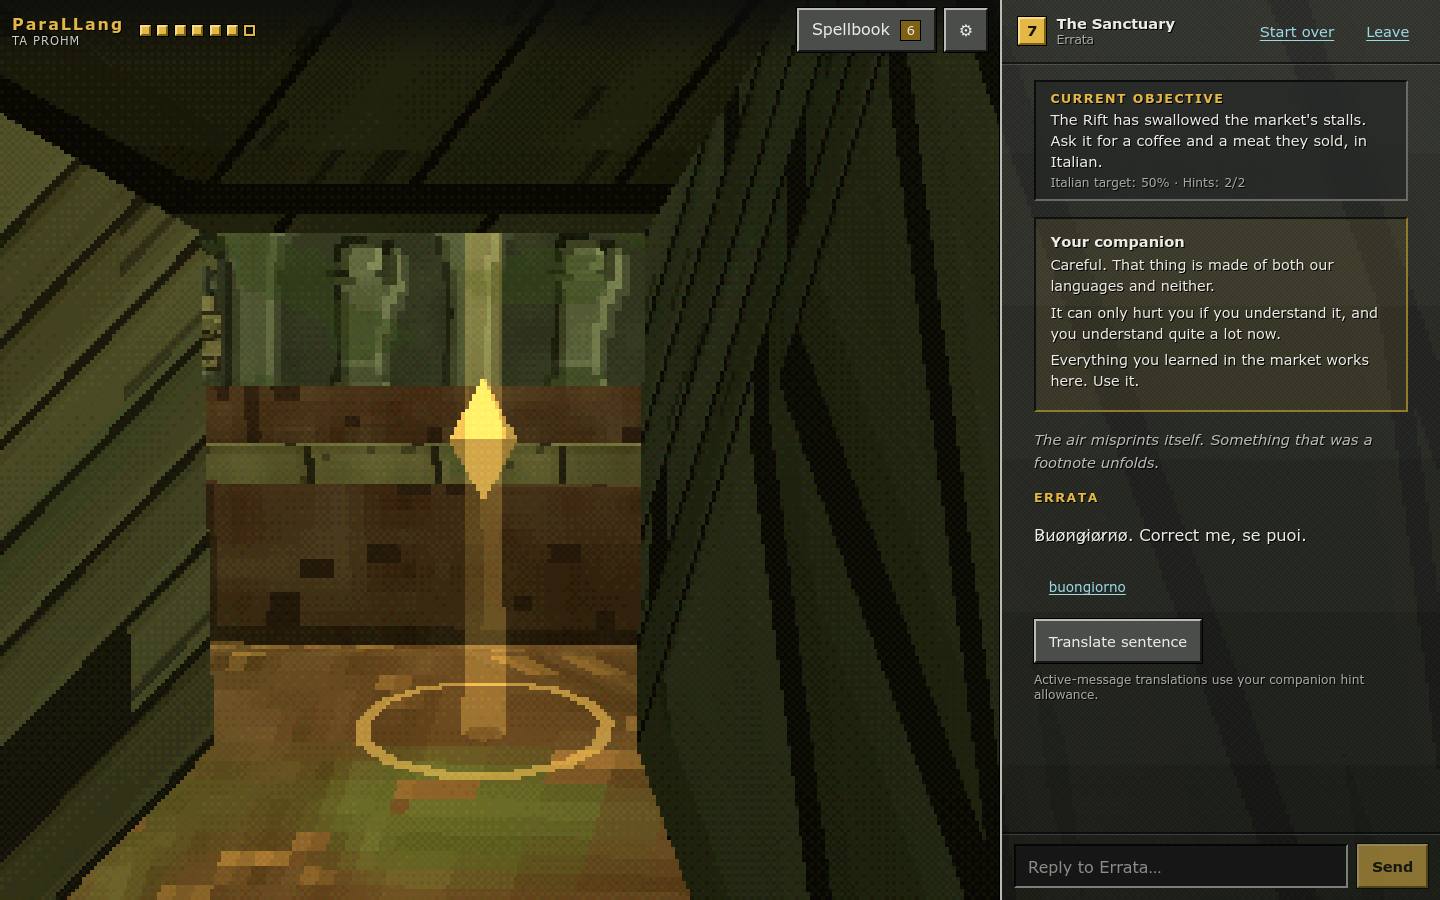 ParaLLang
TA PROHM
Spellbook 6
7
The Sanctuary
Errata
Start over
Leave
CURRENT OBJECTIVE
The Rift has swallowed the market's stalls.
Ask it for a coffee and a meat they sold, in
Italian.
Italian target: 50% · Hints: 2/2
Your companion
Careful. That thing is made of both our
languages and neither.
It can only hurt you if you understand it, and
you understand quite a lot now.
Everything you learned in the market works
here. Use it.
The air misprints itself. Something that was a
footnote unfolds.
ERRATA
Buøngiørnø. Correct me, se puoi.
buongiorno
Translate sentence
Active-message translations use your companion hint
allowance.
Reply to Errata...
Send